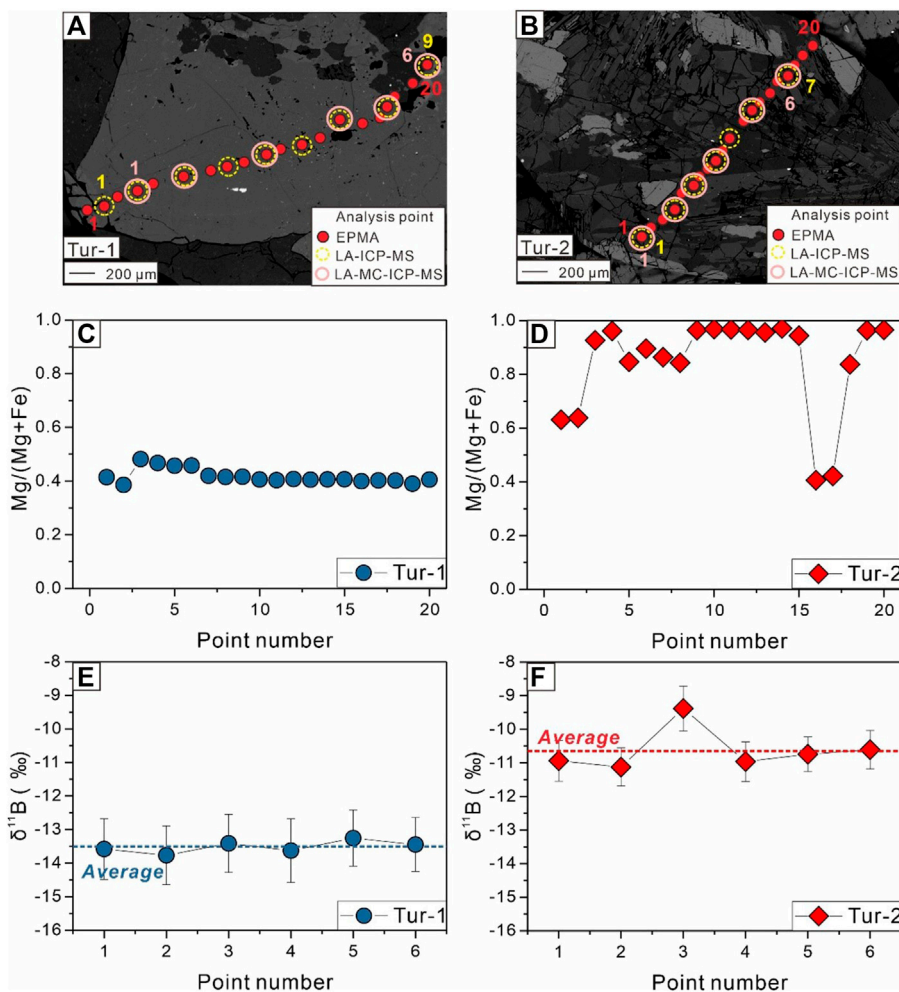 A
1
1
1
6
9
20
Tur-1
200 μm
Analysis point
EPMA
LA-ICP-MS
LA-MC-ICP-MS
B
20
7
6
1
1
1
Tur-2
200 μm
Analysis point
EPMA
LA-ICP-MS
LA-MC-ICP-MS
C
Mg/(Mg+Fe)
1.0
0.8
0.6
0.4
0.2
0.0
0 5 10 15 20
Point number
Tur-1
D
Mg/(Mg+Fe)
1.0
0.8
0.6
0.4
0.2
0.0
0 5 10 15 20
Point number
Tur-2
E
δ¹¹B ( ‰)
-8
-9
-10
-11
-12
-13
-14
-15
-16
Average
1 2 3 4 5 6
Point number
Tur-1
F
δ¹¹B ( ‰)
-8
-9
-10
-11
-12
-13
-14
-15
-16
Average
1 2 3 4 5 6
Point number
Tur-2